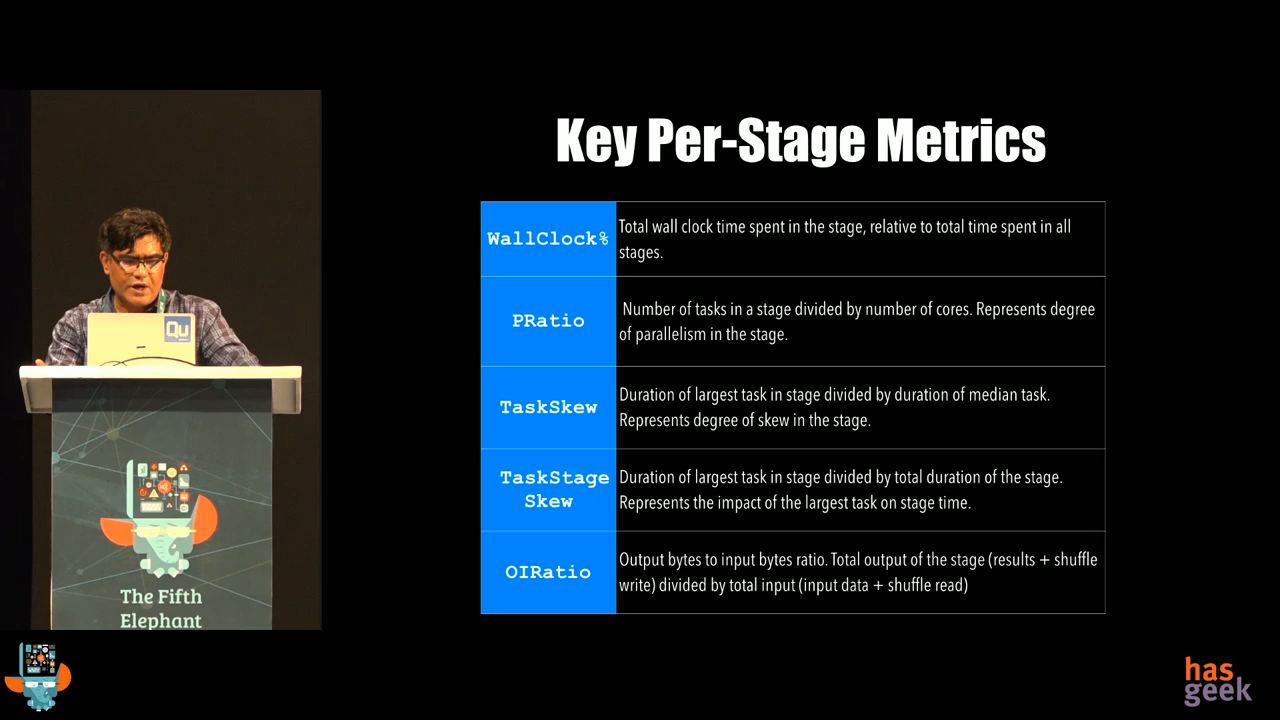 Key Per-Stage Metrics
WallClock%
Total wall clock time spent in the stage, relative to total time spent in all
stages.
PRatio
Number of tasks in a stage divided by number of cores. Represents degree
of parallelism in the stage.
TaskSkew
Duration of largest task in stage divided by duration of median task.
Represents degree of skew in the stage.
TaskStage
Skew
Duration of largest task in stage divided by total duration of the stage.
Represents the impact of the largest task on stage time.
OIRatio
Output bytes to input bytes ratio. Total output of the stage (results + shuffle
write) divided by total input (input data + shuffle read)
Qu
The Fifth
Elephant
has
geek